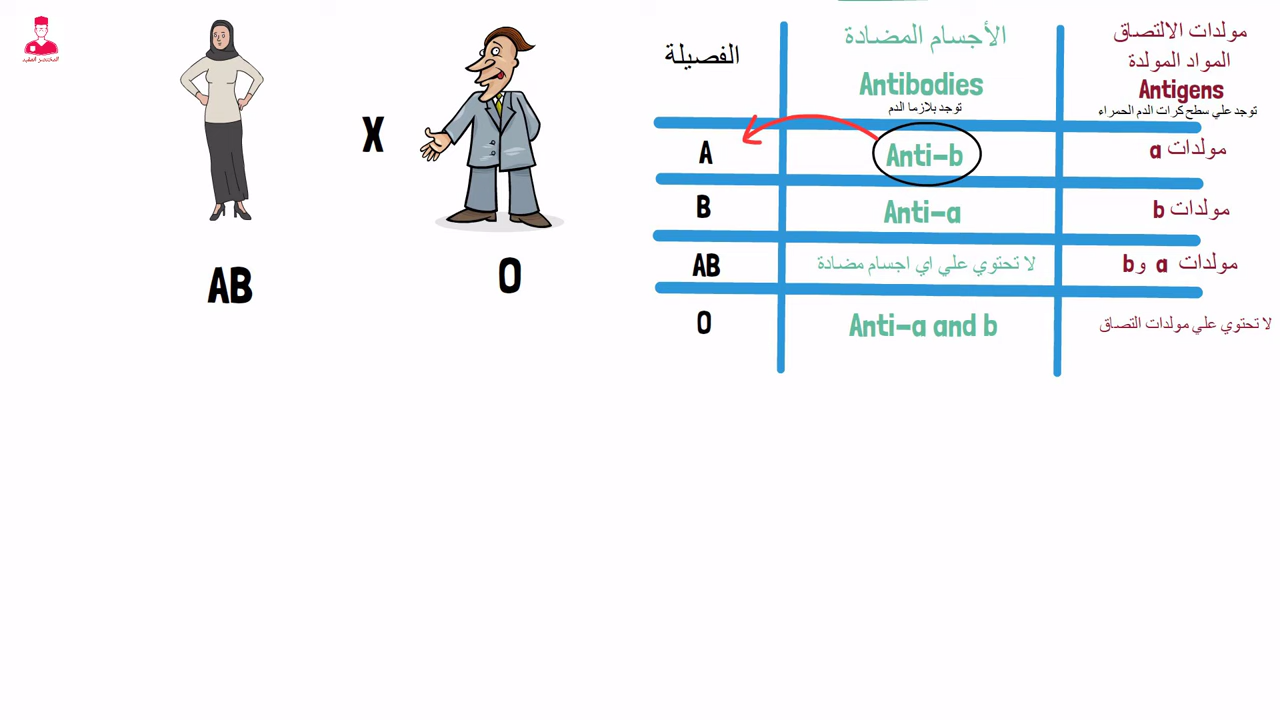 المختصر المفيد
مولدات الالتصاق
المواد المولدة
Antigens
توجد علي سطح كرات الدم الحمراء
الأجسام المضادة
Antibodies
توجد بلازما الدم
الفصيلة
مولدات a
Anti-b
A
مولدات b
Anti-a
B
مولدات a وb
لا تحتوي علي اي اجسام مضادة
AB
لا تحتوي علي مولدات التصاق
Anti-a and b
O
X
AB
O